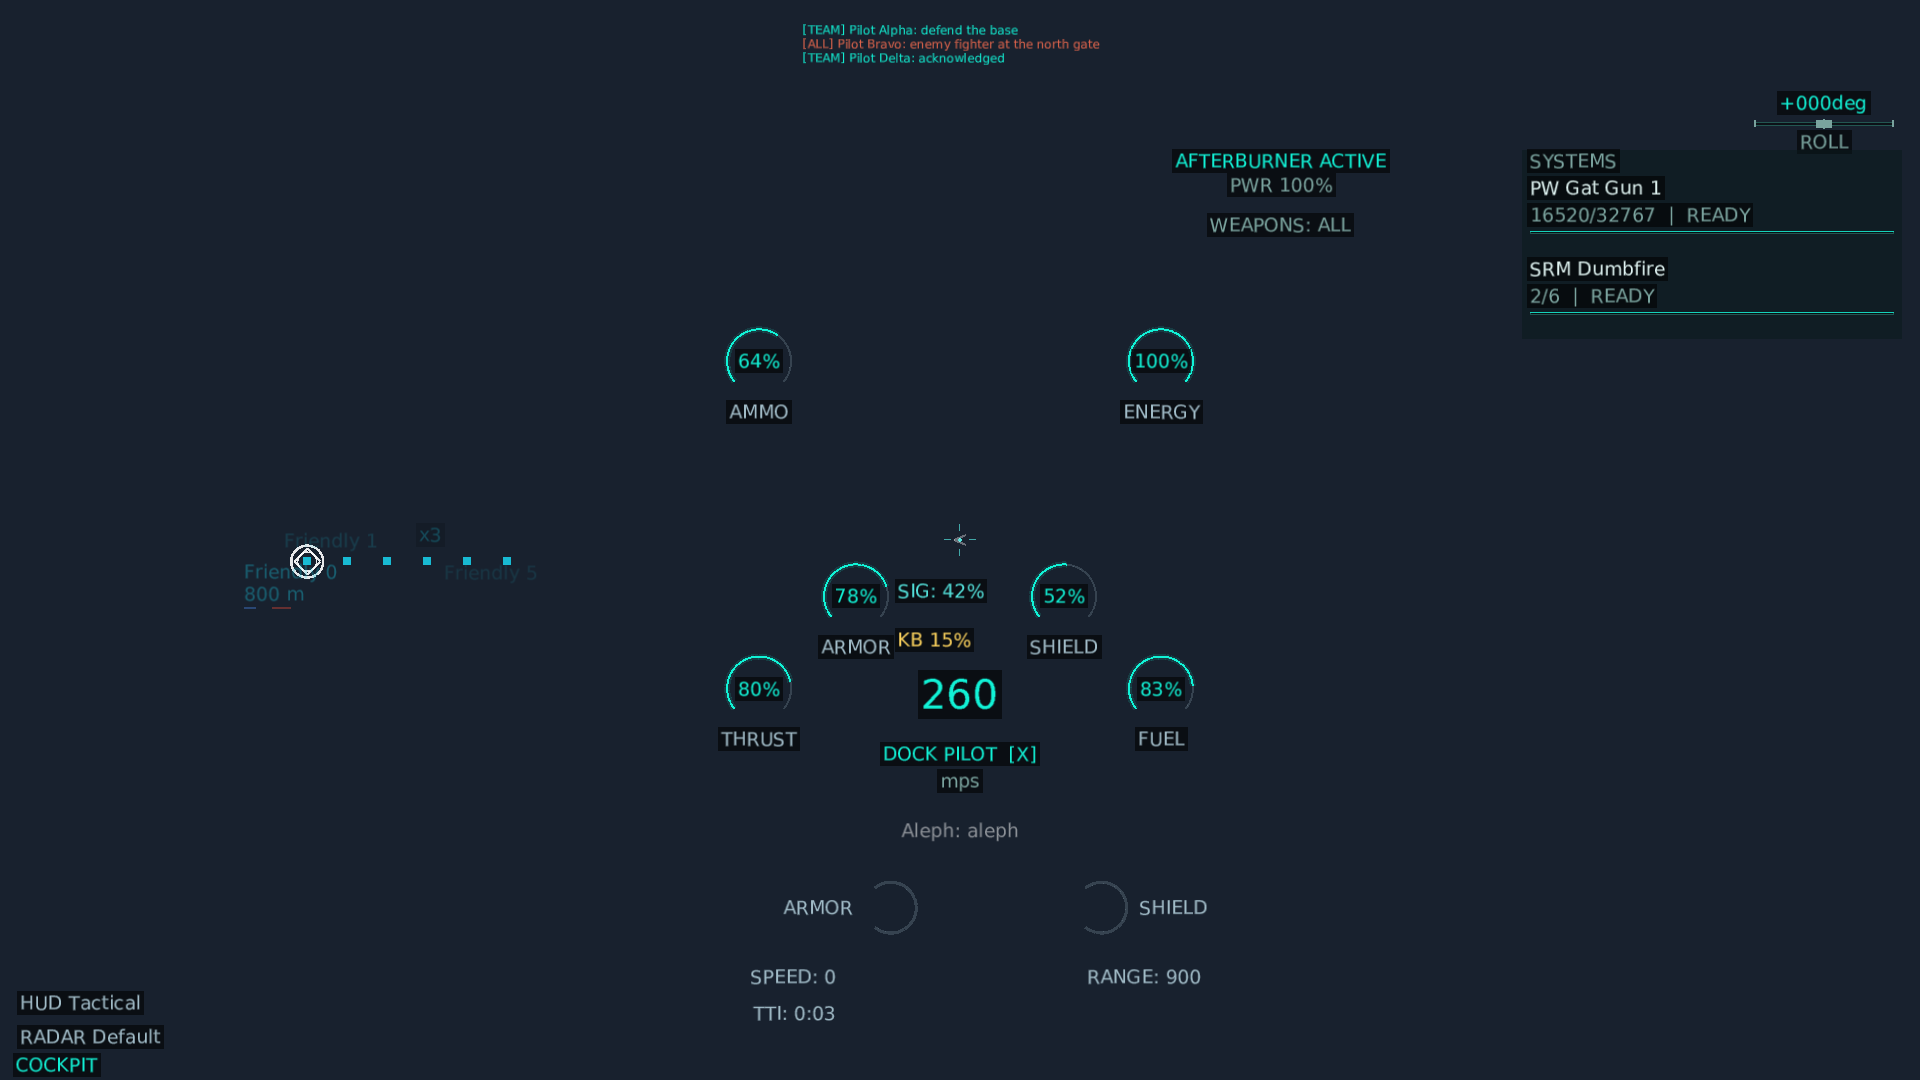 [TEAM] Pilot Alpha: defend the base
[ALL] Pilot Bravo: enemy fighter at the north gate
[TEAM] Pilot Delta: acknowledged
+000deg
ROLL
AFTERBURNER ACTIVE
PWR 100%
WEAPONS: ALL
SYSTEMS
PW Gat Gun 1
16520/32767 | READY
SRM Dumbfire
2/6 | READY
64%
AMMO
100%
ENERGY
Friendly 1
x3
Friendly 0
800 m
Friendly 5
78%
ARMOR
SIG: 42%
KB 15%
52%
SHIELD
80%
THRUST
260
83%
FUEL
DOCK PILOT [X]
mps
Aleph: aleph
ARMOR
SHIELD
SPEED: 0
RANGE: 900
TTI: 0:03
HUD Tactical
RADAR Default
COCKPIT